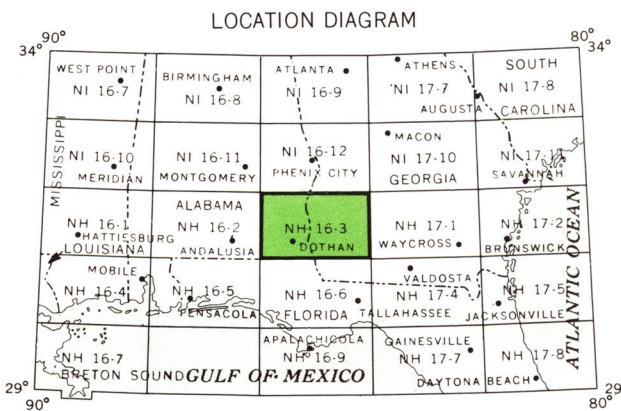 LOCATION DIAGRAM
90° 80°
34° 34°
WEST POINT BIRMINGHAM ATLANTA ATHENS SOUTH
NI 16-7 NI 16-8 NI 16-9 NI 17-7 NI 17-8
AUGUSTA CAROLINA
MISSISSIPPI
MACON
NI 16-10 NI 16-11 NI 16-12 NI 17-10 NI 17-11
MERIDIAN MONTGOMERY PHENIX CITY GEORGIA SAVANNAH
ALABAMA
NH 16-1 NH 16-2 NH 16-3 NH 17-1 NH 17-2
HATTIESBURG ANDALUSIA DOTHAN WAYCROSS BRUNSWICK
LOUISIANA
MOBILE VALDOSTA
NH 16-4 NH 16-5 NH 16-6 NH 17-4 NH 17-5
PENSACOLA FLORIDA TALLAHASSEE JACKSONVILLE
ATLANTIC OCEAN
APALACHICOLA GAINESVILLE
NH 16-7 NH 16-9 NH 17-7 NH 17-8
BRETON SOUND GULF OF MEXICO DAYTONA BEACH
29° 29°
90° 80°